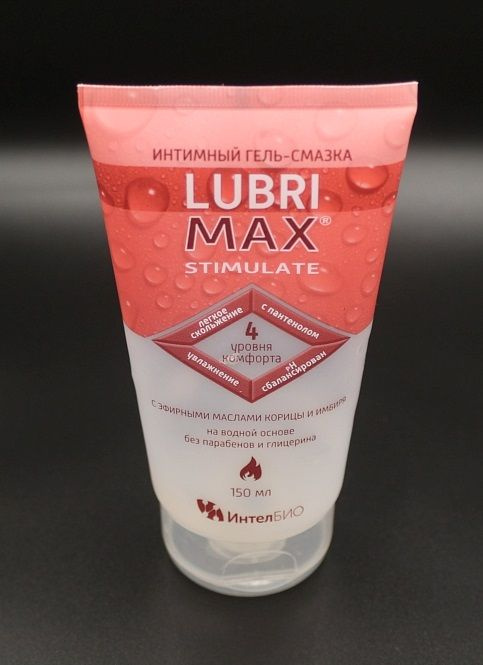 ИНТИМНЫЙ ГЕЛЬ-СМАЗКА
LUBRI
MAX®
STIMULATE
легкое
скольжение
с пантенолом
4
уровня
комфорта
увлажнение
pH
сбалансирован
С ЭФИРНЫМИ МАСЛАМИ КОРИЦЫ И ИМБИРЯ
на водной основе
без парабенов и глицерина
150 мл
ИнтелБИО